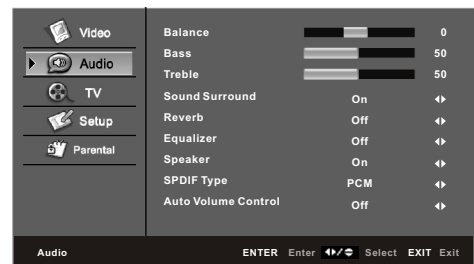 Video
Audio
TV
Setup
Parental
Balance 0
Bass 50
Treble 50
Sound Surround On
Reverb Off
Equalizer Off
Speaker On
SPDIF Type PCM
Auto Volume Control Off
Audio ENTER Enter Select EXIT Exit